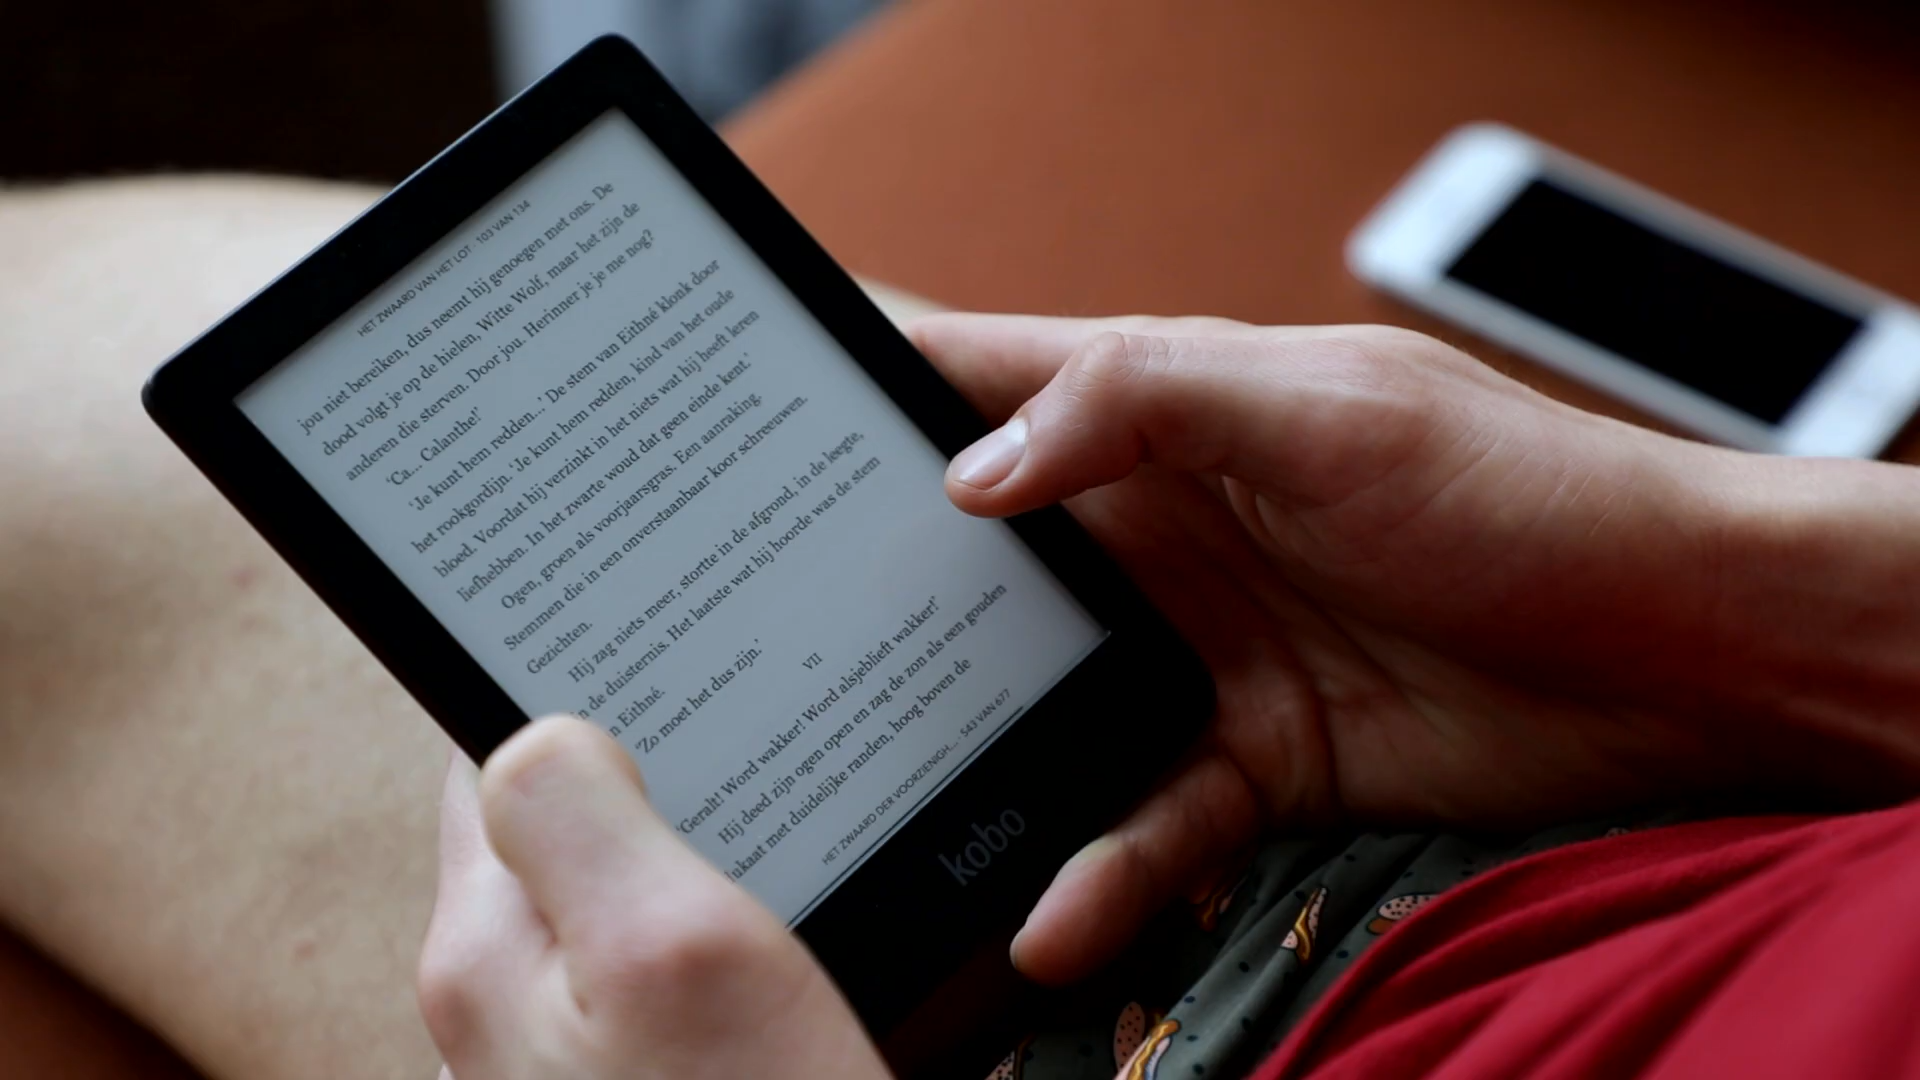 HET ZWAARD VAN HET LOT · 103 VAN 134
jou niet bereiken, dus neemt hij genoegen met ons. De
dood volgt je op de hielen, Witte Wolf, maar het zijn de
anderen die sterven. Door jou. Herinner je je me nog?
‘Ca... Calanthe!’
‘Je kunt hem redden...’ De stem van Eithné klonk door
het rookgordijn. ‘Je kunt hem redden, kind van het oude
bloed. Voordat hij verzinkt in het niets wat hij heeft leren
liefhebben. In het zwarte woud dat geen einde kent.’
Ogen, groen als voorjaarsgras. Een aanraking.
Stemmen die in een onverstaanbaar koor schreeuwen.
Gezichten.
Hij zag niets meer, stortte in de afgrond, in de leegte,
in de duisternis. Het laatste wat hij hoorde was de stem
n Eithné.
‘Zo moet het dus zijn.’
VII
‘Geralt! Word wakker! Word alsjeblieft wakker!’
Hij deed zijn ogen open en zag de zon als een gouden
lukaat met duidelijke randen, hoog boven de
HET ZWAARD DER VOORZIENIGH... · 543 VAN 677
kobo